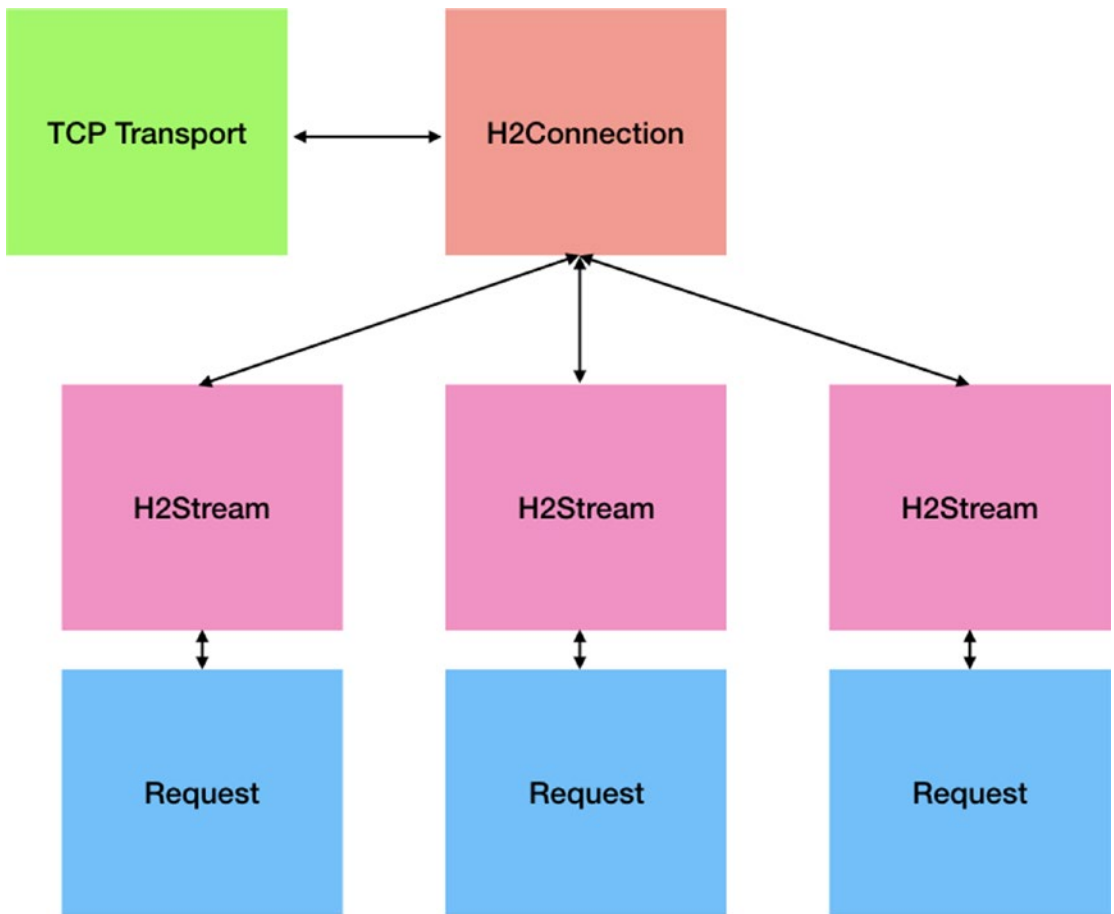 TCP Transport
H2Connection
H2Stream
H2Stream
H2Stream
Request
Request
Request